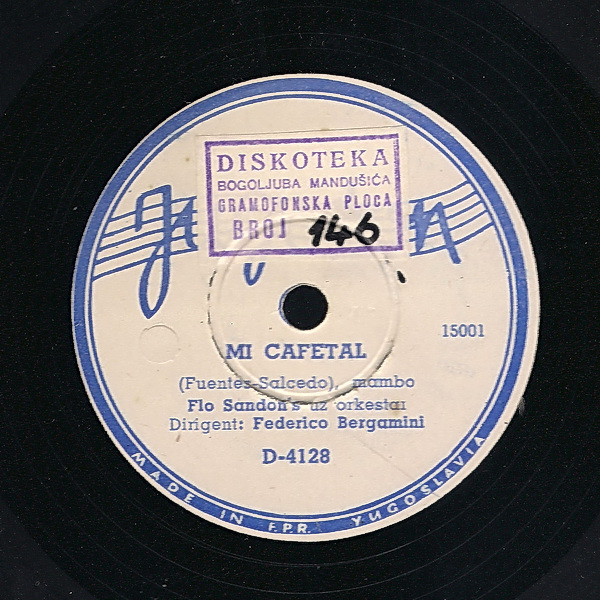 DISKOTEKA
BOGOLJUBA MANDUŠIĆA
GRAMOFONSKA PLOCA
BROJ 146
15001
MI CAFETAL
(Fuentes-Salcedo), mambo
Flo Sandon's uz orkestar
Dirigent: Federico Bergamini
D-4128
MADE IN F.P.R. YUGOSLAVIA